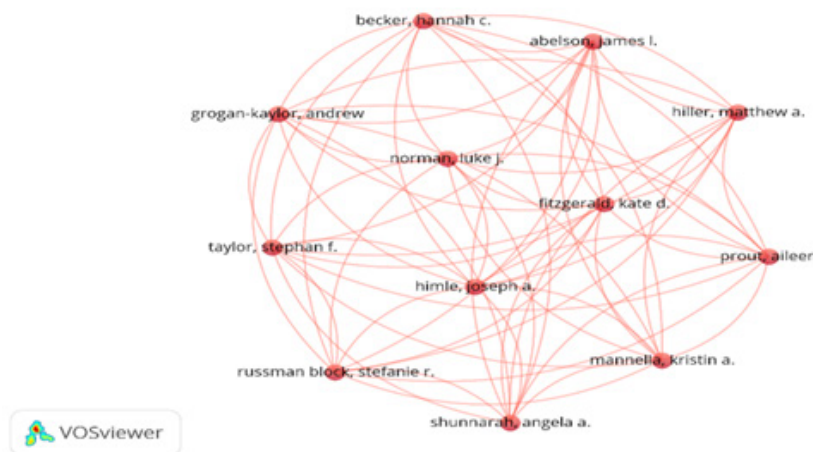 becker, hannah c.
abelson, james l.
grogan-kaylor, andrew
hiller, matthew a.
norman, luke j.
fitzgerald, kate d.
taylor, stephan f.
prout, aileen
himle, joseph a.
mannella, kristin a.
russman block, stefanie r.
shunnarah, angela a.
VOSviewer